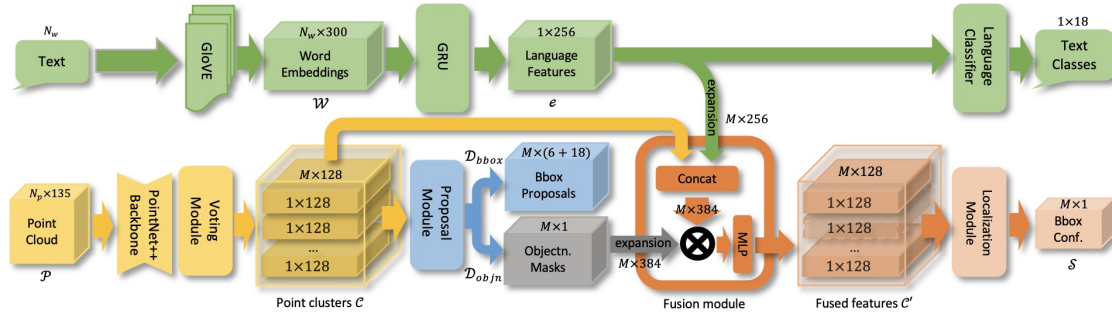 N_w
Text
GloVE
N_w×300
Word
Embeddings
𝒲
GRU
1×256
Language
Features
e
expansion
M×256
Language
Classifier
1×18
Text
Classes
N_p×135
Point
Cloud
𝒫
PointNet++
Backbone
Voting
Module
M×128
1×128
1×128
...
1×128
Point clusters 𝒞
Proposal
Module
𝒟_bbox
M×(6 + 18)
Bbox
Proposals
𝒟_objn
M×1
Objectn.
Masks
expansion
M×384
Concat
M×384
MLP
Fusion module
M×128
1×128
1×128
...
1×128
Fused features 𝒞′
Localization
Module
M×1
Bbox
Conf.
𝒮